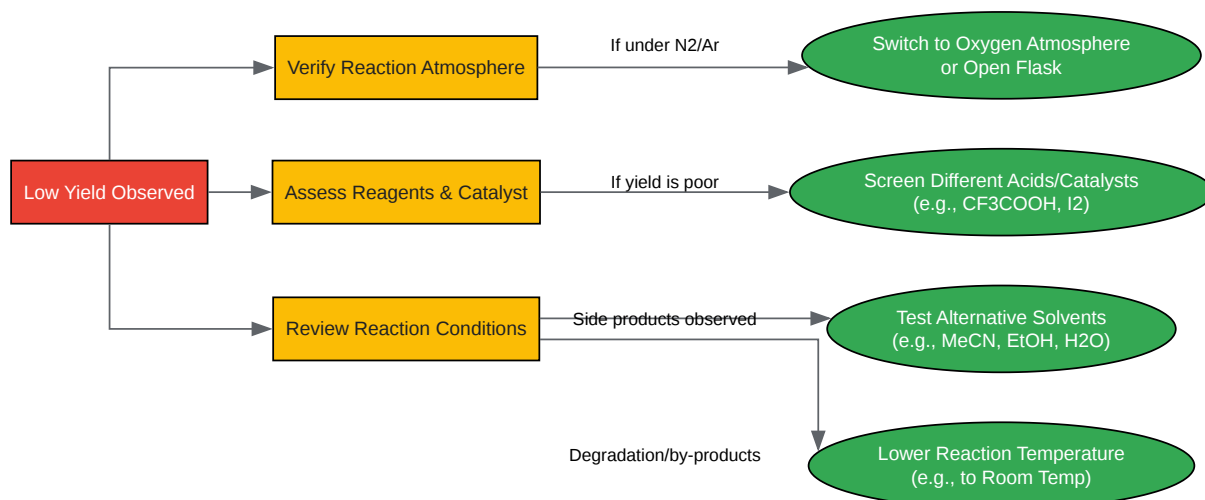 Verify Reaction Atmosphere
If under N2/Ar
Switch to Oxygen Atmosphere
or Open Flask
Low Yield Observed
Assess Reagents & Catalyst
If yield is poor
Screen Different Acids/Catalysts
(e.g., CF3COOH, I2)
Review Reaction Conditions
Side products observed
Test Alternative Solvents
(e.g., MeCN, EtOH, H2O)
Degradation/by-products
Lower Reaction Temperature
(e.g., to Room Temp)